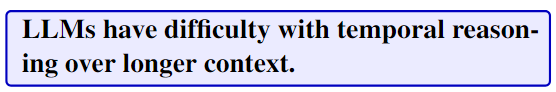 LLMs have difficulty with temporal reason-
ing over longer context.